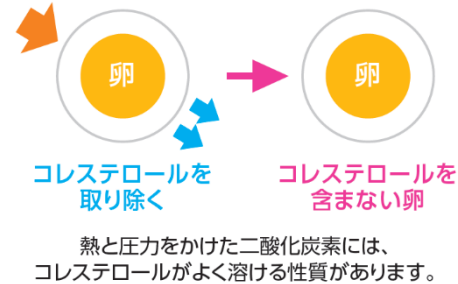 卵
卵
コレステロールを
取り除く
コレステロールを
含まない卵
熱と圧力をかけた二酸化炭素には、
コレステロールがよく溶ける性質があります。